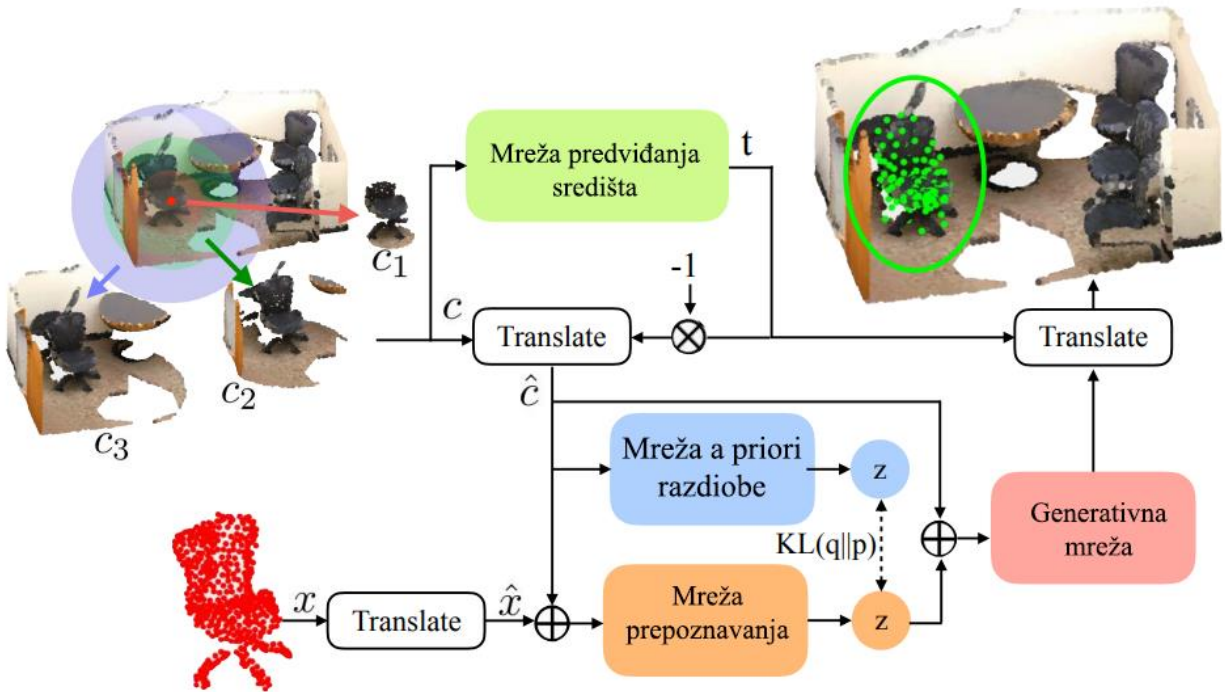 Mreža predviđanja
središta
t
c₁
-1
c
Translate
Translate
c₂
ĉ
c₃
Mreža a priori
razdiobe
z
KL(q||p)
Generativna
mreža
x
Translate
x̂
Mreža
prepoznavanja
z